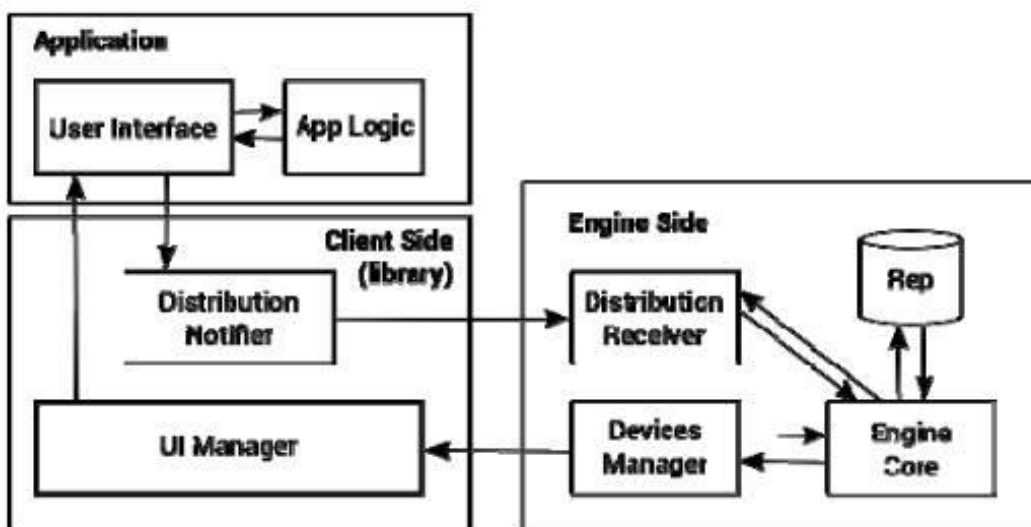 Application
User Interface
App Logic
Client Side
(library)
Distribution
Notifier
UI Manager
Engine Side
Rep
Distribution
Receiver
Devices
Manager
Engine
Core